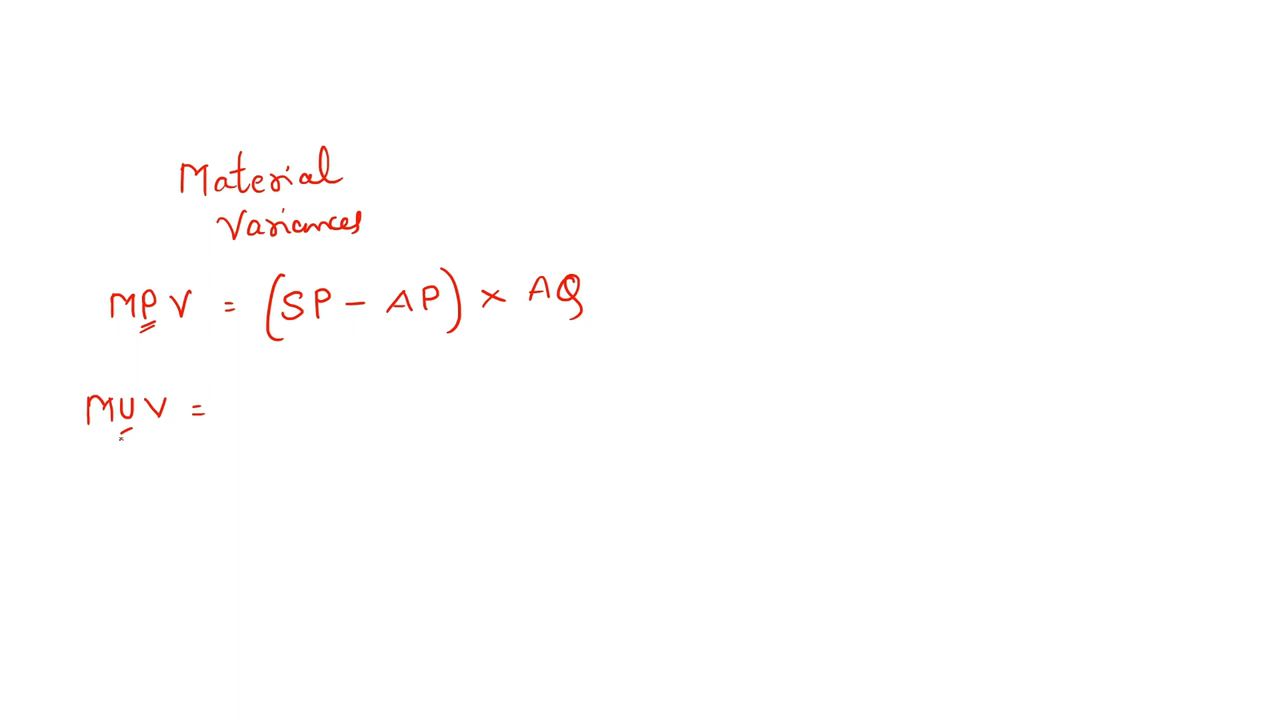 Material
Variances
MPV = (SP - AP) × AQ
MUV =